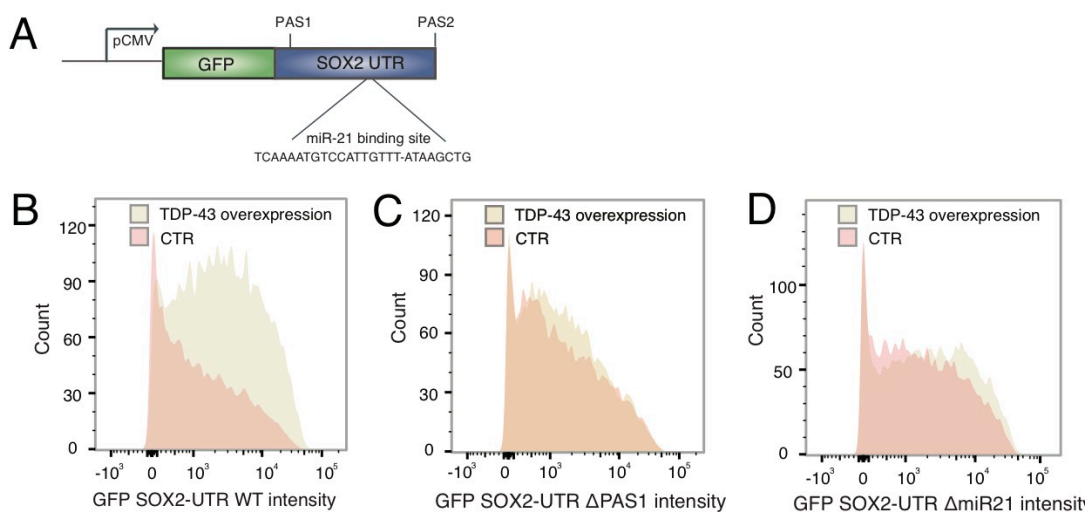 A
pCMV
PAS1
PAS2
GFP
SOX2 UTR
miR-21 binding site
TCAAAATGTCCATTGTTT-ATAAGCTG
B
TDP-43 overexpression
CTR
120
90
60
30
0
Count
-10³ 0 10³ 10⁴ 10⁵
GFP SOX2-UTR WT intensity
C
TDP-43 overexpression
CTR
120
90
60
30
0
Count
-10³ 0 10³ 10⁴ 10⁵
GFP SOX2-UTR ΔPAS1 intensity
D
TDP-43 overexpression
CTR
100
50
0
Count
-10³ 0 10³ 10⁴ 10⁵
GFP SOX2-UTR ΔmiR21 intensity